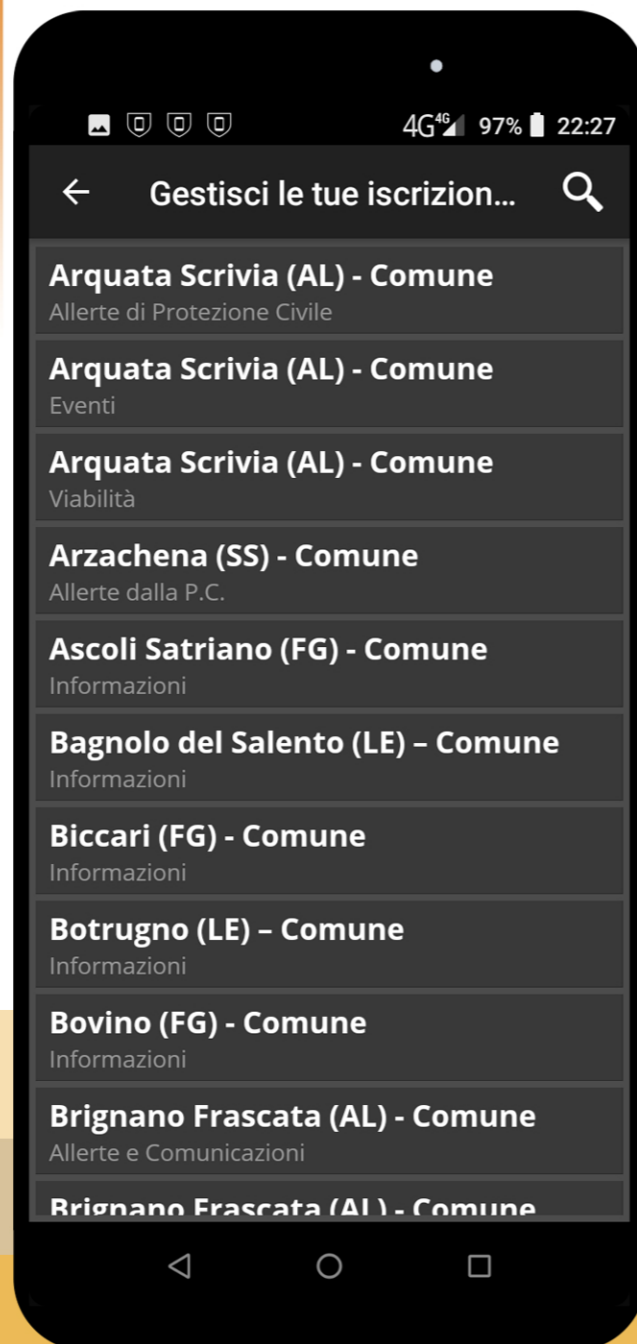 4G 4G 97% 22:27
Gestisci le tue iscrizion...
Arquata Scrivia (AL) - Comune
Allerte di Protezione Civile
Arquata Scrivia (AL) - Comune
Eventi
Arquata Scrivia (AL) - Comune
Viabilità
Arzachena (SS) - Comune
Allerte dalla P.C.
Ascoli Satriano (FG) - Comune
Informazioni
Bagnolo del Salento (LE) – Comune
Informazioni
Biccari (FG) - Comune
Informazioni
Botrugno (LE) – Comune
Informazioni
Bovino (FG) - Comune
Informazioni
Brignano Frascata (AL) - Comune
Allerte e Comunicazioni
Brignano Frascata (AL) - Comune